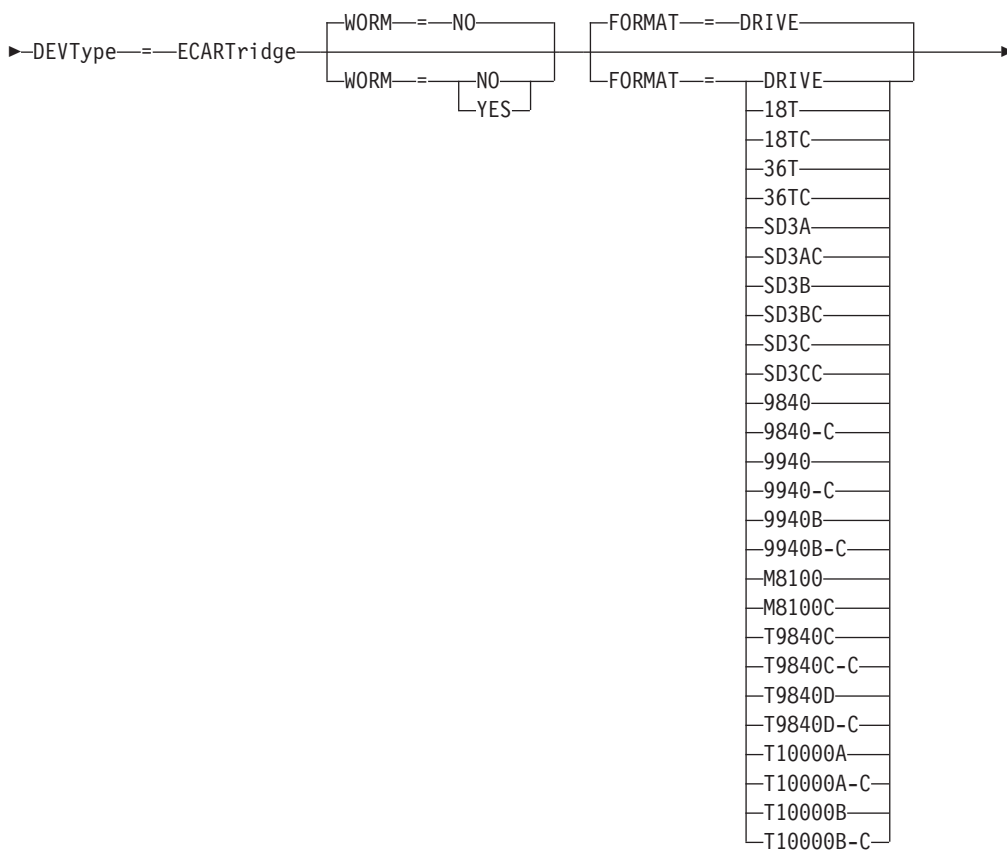 WORM = NO FORMAT = DRIVE
DEVType = ECARTridge
WORM = NO FORMAT = DRIVE
YES 18T
18TC
36T
36TC
SD3A
SD3AC
SD3B
SD3BC
SD3C
SD3CC
9840
9840-C
9940
9940-C
9940B
9940B-C
M8100
M8100C
T9840C
T9840C-C
T9840D
T9840D-C
T10000A
T10000A-C
T10000B
T10000B-C